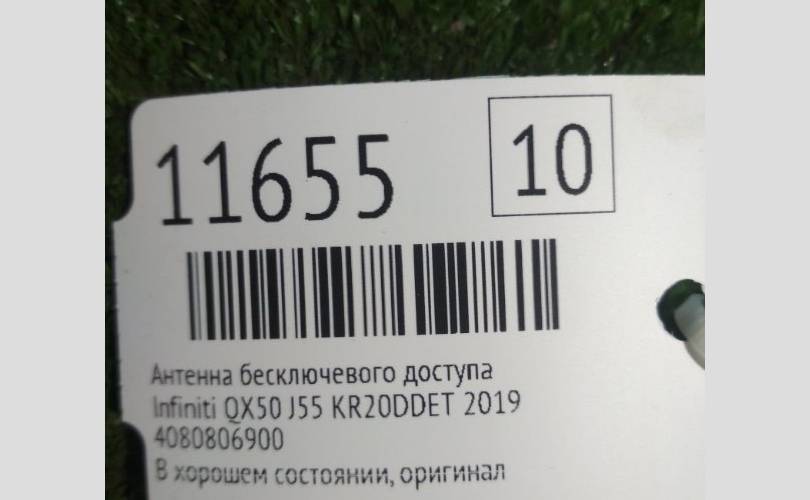 11655
10
Антенна бесключевого доступа
Infiniti QX50 J55 KR20DDET 2019
4080806900
В хорошем состоянии, оригинал